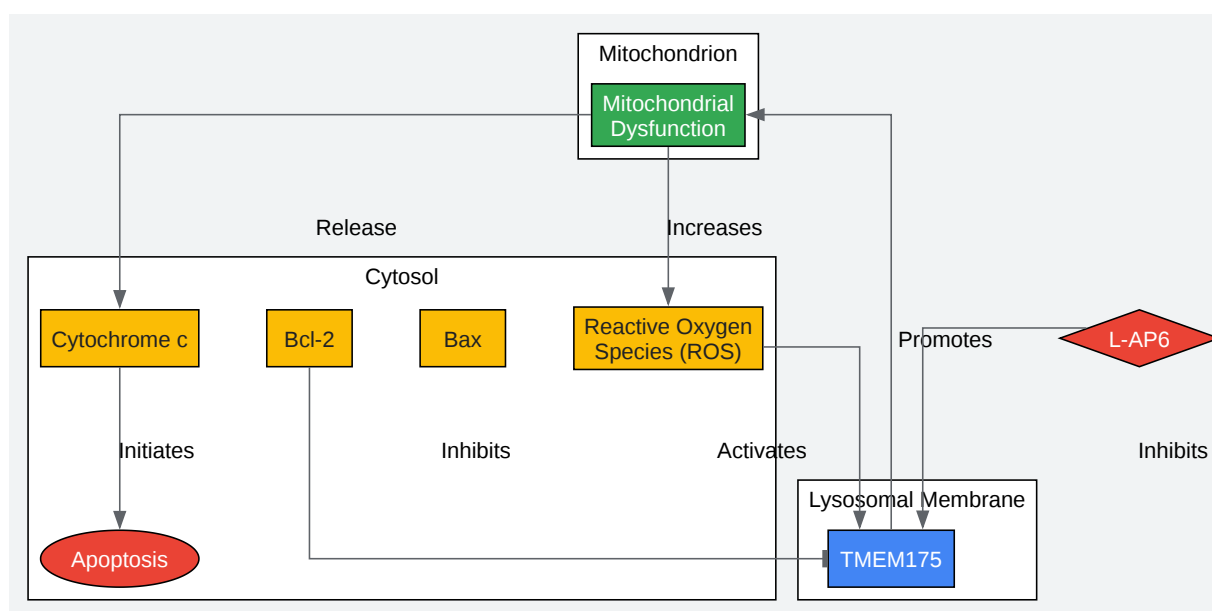 Mitochondrion
Mitochondrial
Dysfunction
Release
Increases
Cytosol
Cytochrome c
Bcl-2
Bax
Reactive Oxygen
Species (ROS)
Promotes
L-AP6
Initiates
Inhibits
Activates
Inhibits
Lysosomal Membrane
Apoptosis
TMEM175